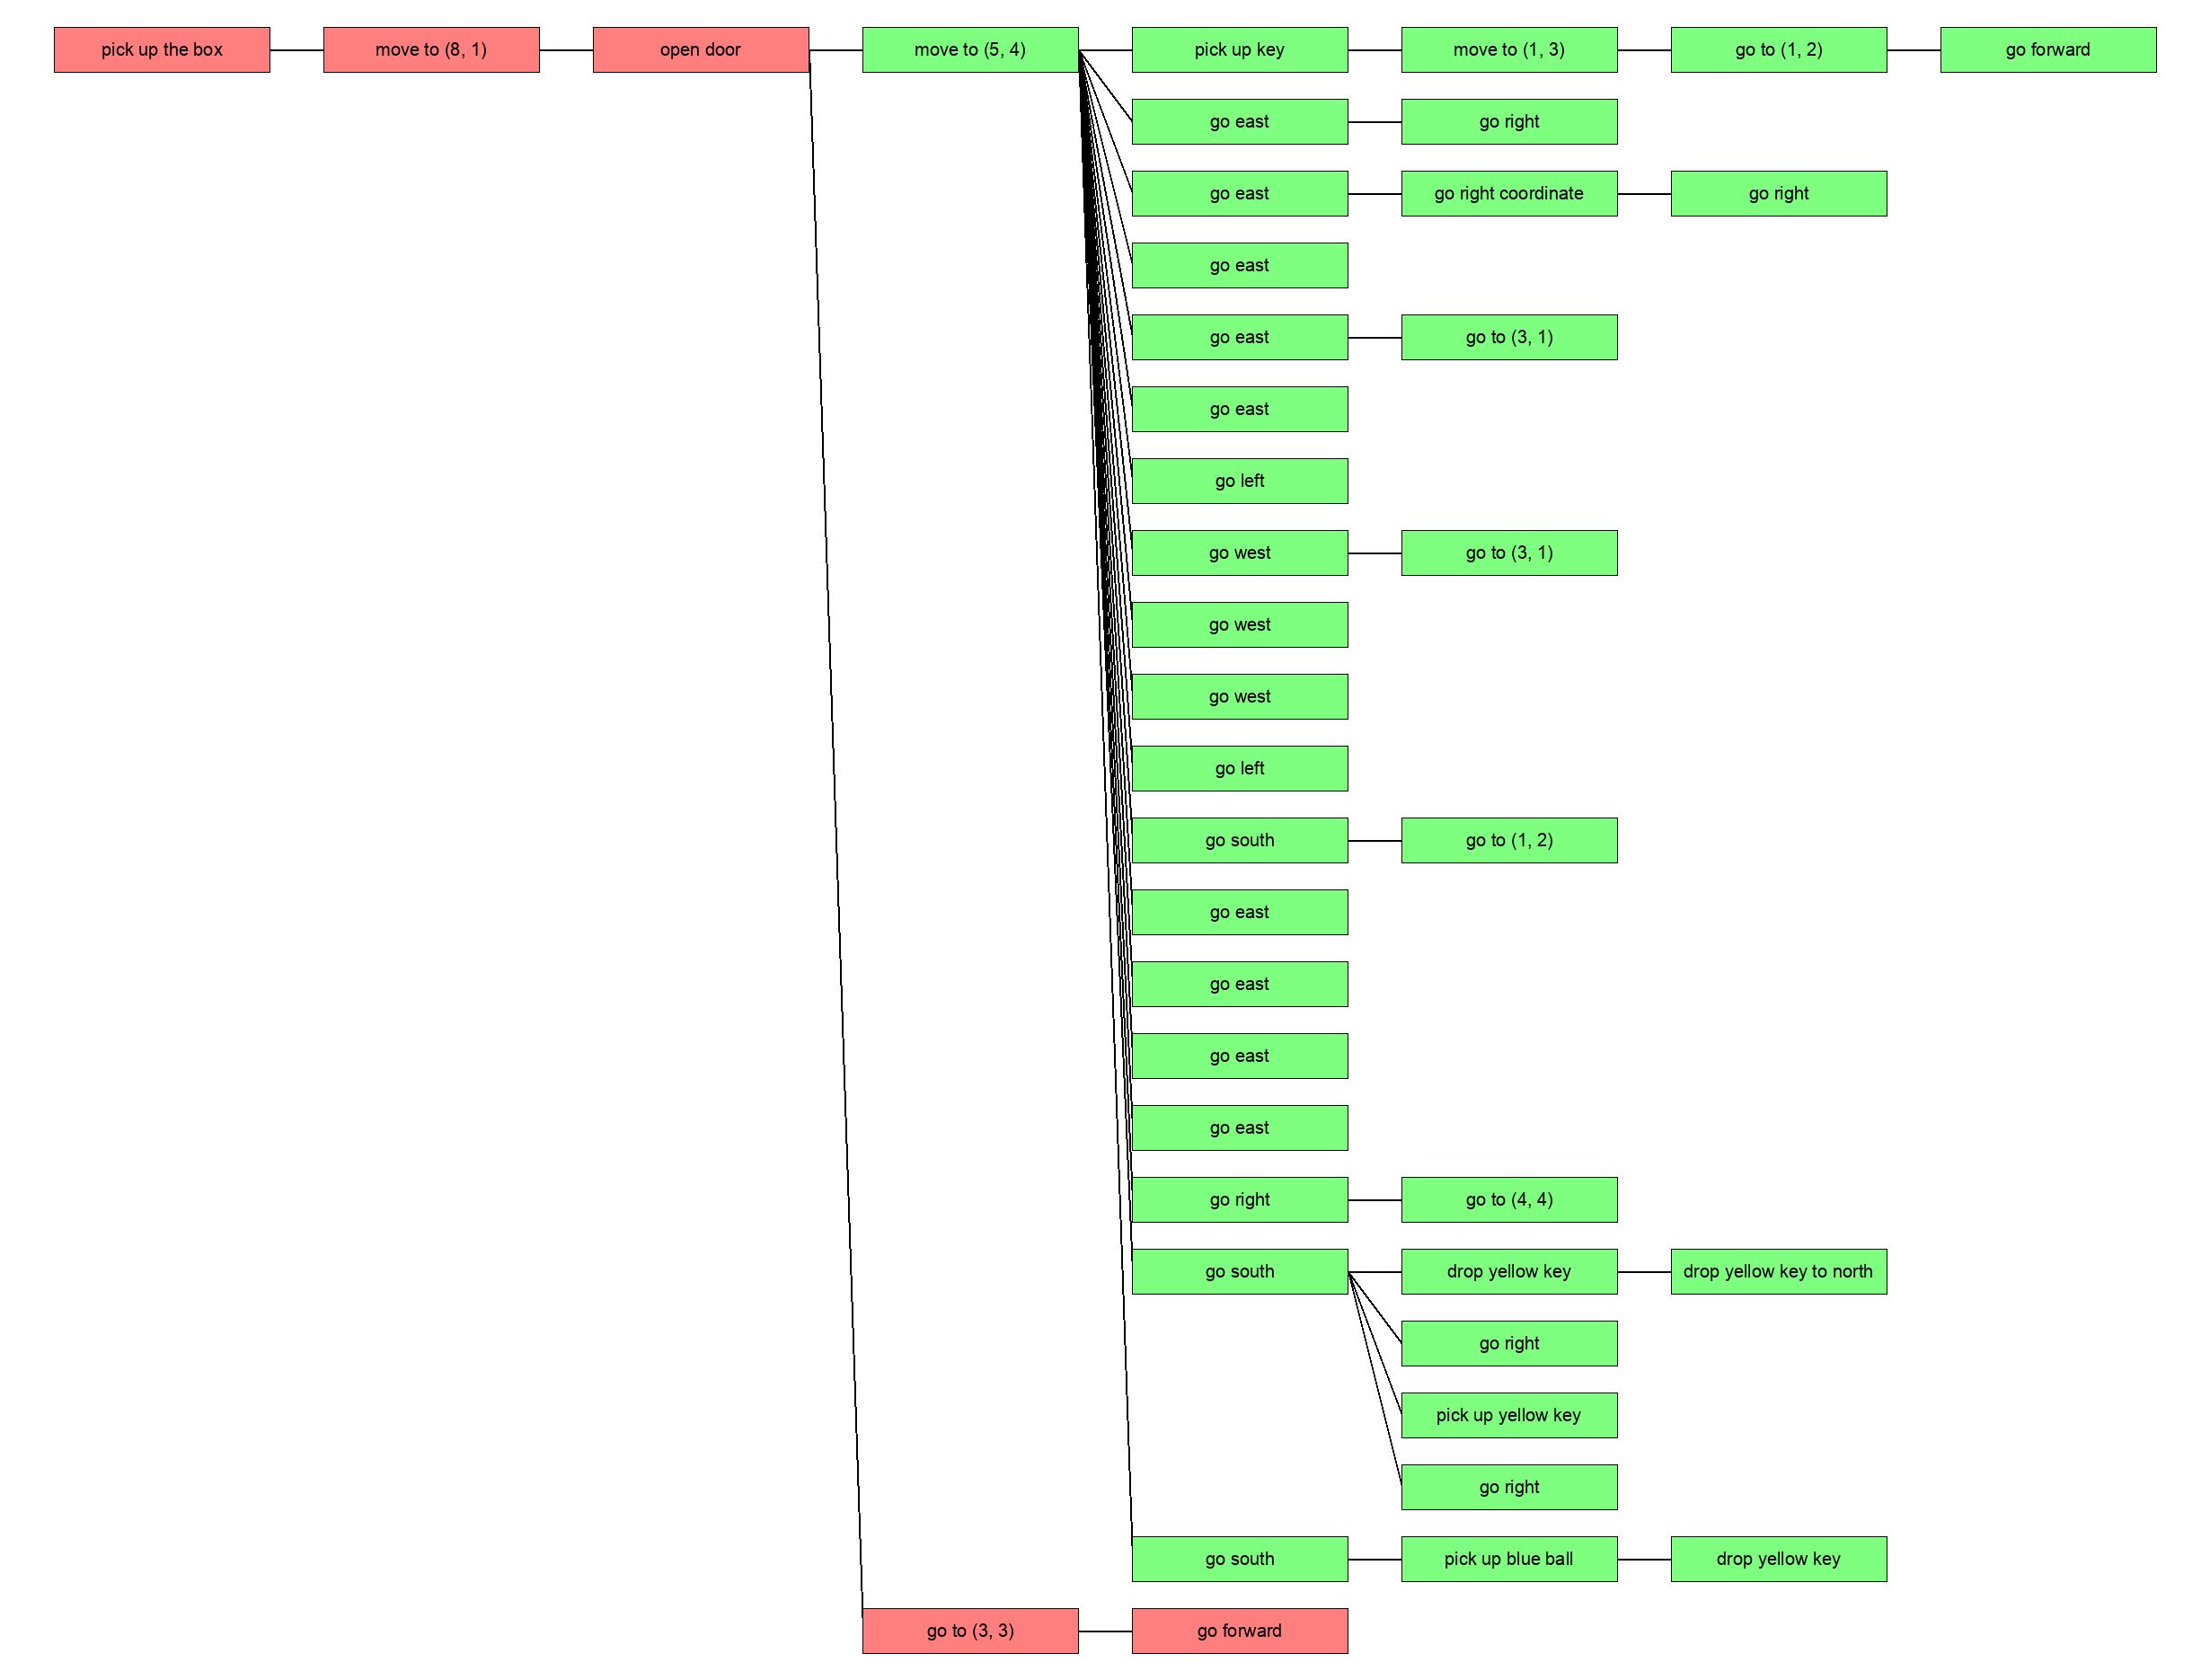 pick up the box
move to (8, 1)
open door
move to (5, 4)
pick up key
move to (1, 3)
go to (1, 2)
go forward
go east
go right
go east
go right coordinate
go right
go east
go east
go to (3, 1)
go east
go left
go west
go to (3, 1)
go west
go west
go left
go south
go to (1, 2)
go east
go east
go east
go east
go right
go to (4, 4)
go south
drop yellow key
drop yellow key to north
go right
pick up yellow key
go right
go south
pick up blue ball
drop yellow key
go to (3, 3)
go forward